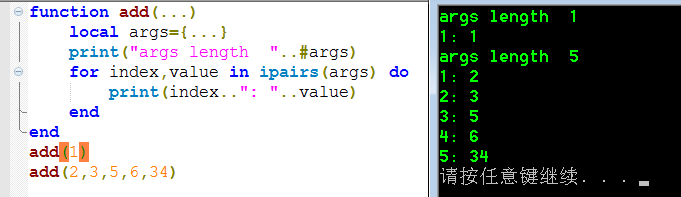 function add(...)
local args={...}
print("args length  "..#args)
for index,value in ipairs(args) do
print(index..": "..value)
end
end
add(1)
add(2,3,5,6,34)
args length  1
1: 1
args length  5
1: 2
2: 3
3: 5
4: 6
5: 34
请按任意键继续. . .